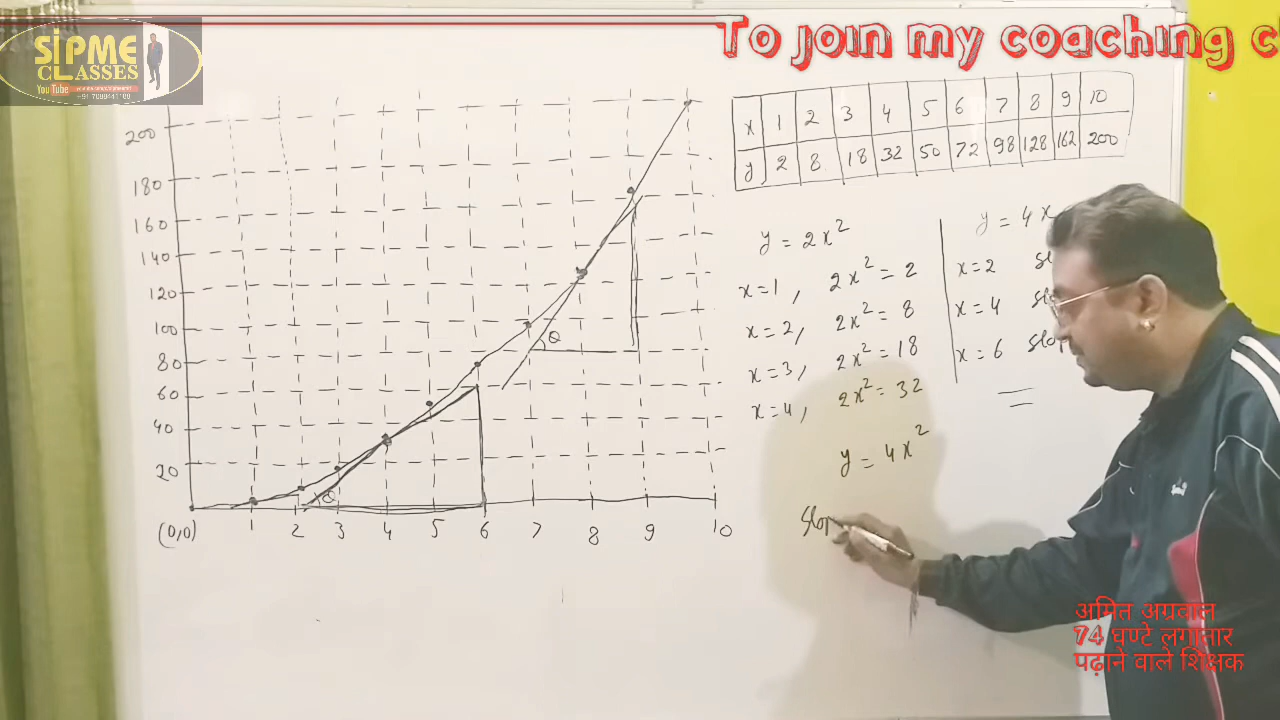 SiPME
CLASSES
YouTube
To join my coaching
200
180
160
140
120
100
80
60
40
20
(0,0) 1 2 3 4 5 6 7 8 9 10
θ
θ
x 1 2 3 4 5 6 7 8 9 10
y 2 8 18 32 50 72 98 128 162 200
y = 2x²
x=1, 2x² = 2
x=2, 2x² = 8
x=3, 2x² = 18
x=4, 2x² = 32
y = 4x²
y = 4x
x=2
x=4
x=6
अमित अग्रवाल
74 घण्टे लगातार
पढ़ाने वाले शिक्षक